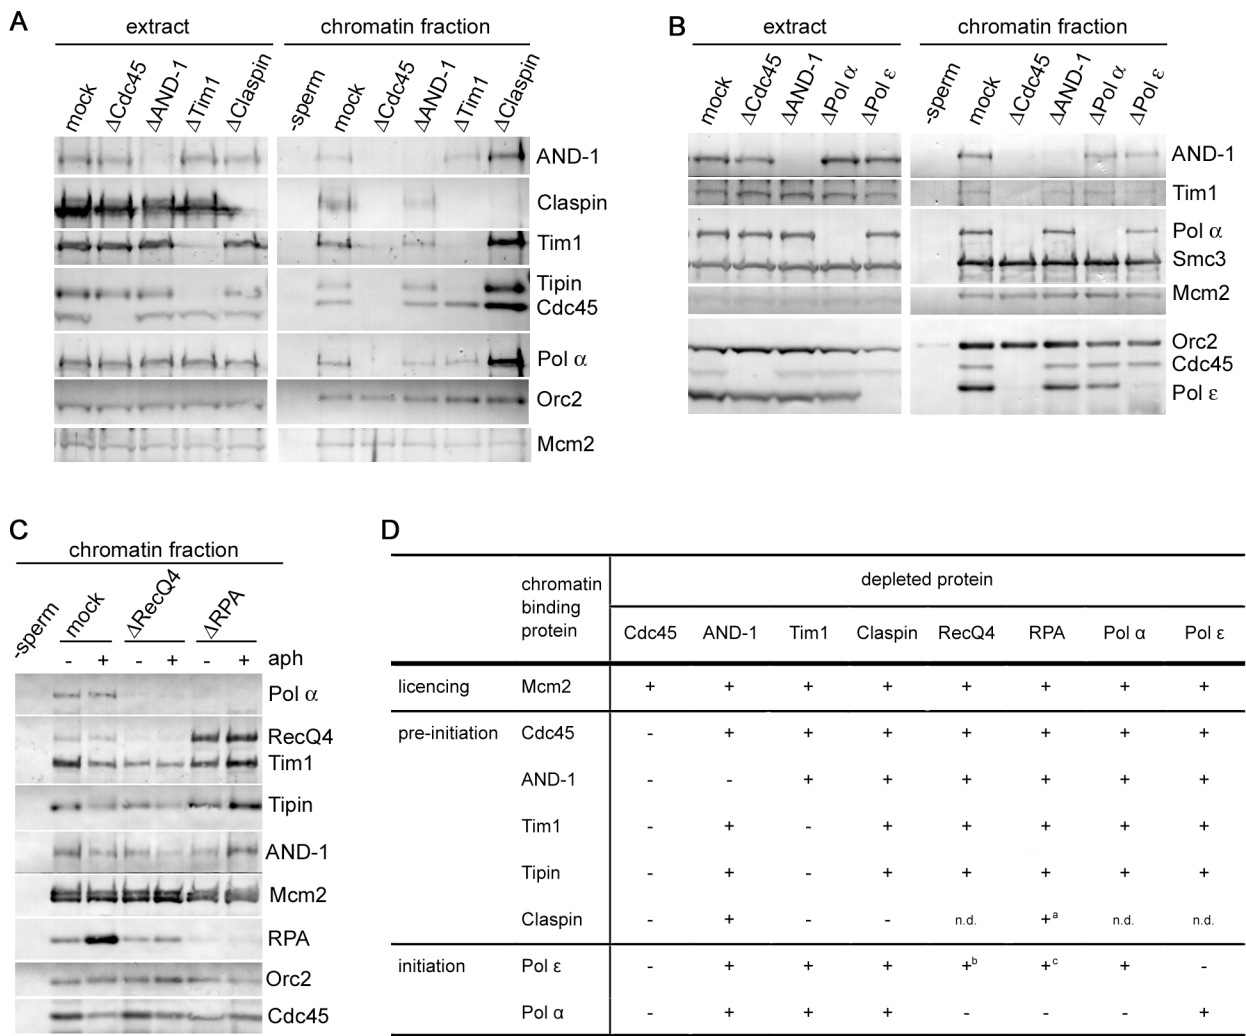 A
extract
chromatin fraction
mock
ΔCdc45
ΔAND-1
ΔTim1
ΔClaspin
-sperm
mock
ΔCdc45
ΔAND-1
ΔTim1
ΔClaspin
AND-1
Claspin
Tim1
Tipin
Cdc45
Pol α
Orc2
Mcm2
B
extract
chromatin fraction
mock
ΔCdc45
ΔAND-1
ΔPol α
ΔPol ε
-sperm
mock
ΔCdc45
ΔAND-1
ΔPol α
ΔPol ε
AND-1
Tim1
Pol α
Smc3
Mcm2
Orc2
Cdc45
Pol ε
C
chromatin fraction
-sperm
mock
ΔRecQ4
ΔRPA
- + - + - + aph
Pol α
RecQ4
Tim1
Tipin
AND-1
Mcm2
RPA
Orc2
Cdc45
D
chromatin binding protein
depleted protein
Cdc45 AND-1 Tim1 Claspin RecQ4 RPA Pol α Pol ε
licencing Mcm2 + + + + + + + +
pre-initiation Cdc45 - + + + + + + +
AND-1 - - + + + + + +
Tim1 - + - + + + + +
Tipin - + - + + + + +
Claspin - + - - n.d. +a n.d. n.d.
initiation Pol ε - + + + +b +c + -
Pol α - + + + - - - +